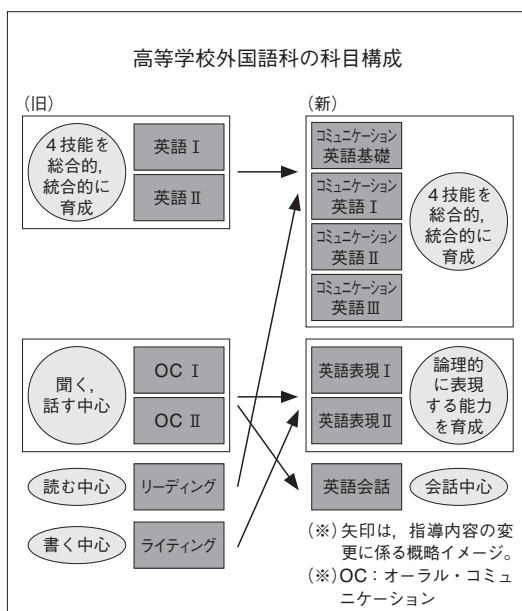 高等学校外国語科の科目構成
(旧)
4技能を
総合的,
統合的に
育成
英語Ⅰ
英語Ⅱ
聞く,
話す中心
OC Ⅰ
OC Ⅱ
読む中心
リーディング
書く中心
ライティング
(新)
コミュニケーション
英語基礎
コミュニケーション
英語Ⅰ
コミュニケーション
英語Ⅱ
コミュニケーション
英語Ⅲ
4技能を
総合的,
統合的に
育成
英語表現Ⅰ
英語表現Ⅱ
論理的
に表現
する能力
を育成
英語会話
会話中心
(※)矢印は,指導内容の変
更に係る概略イメージ。
(※)OC:オーラル・コミュ
ニケーション